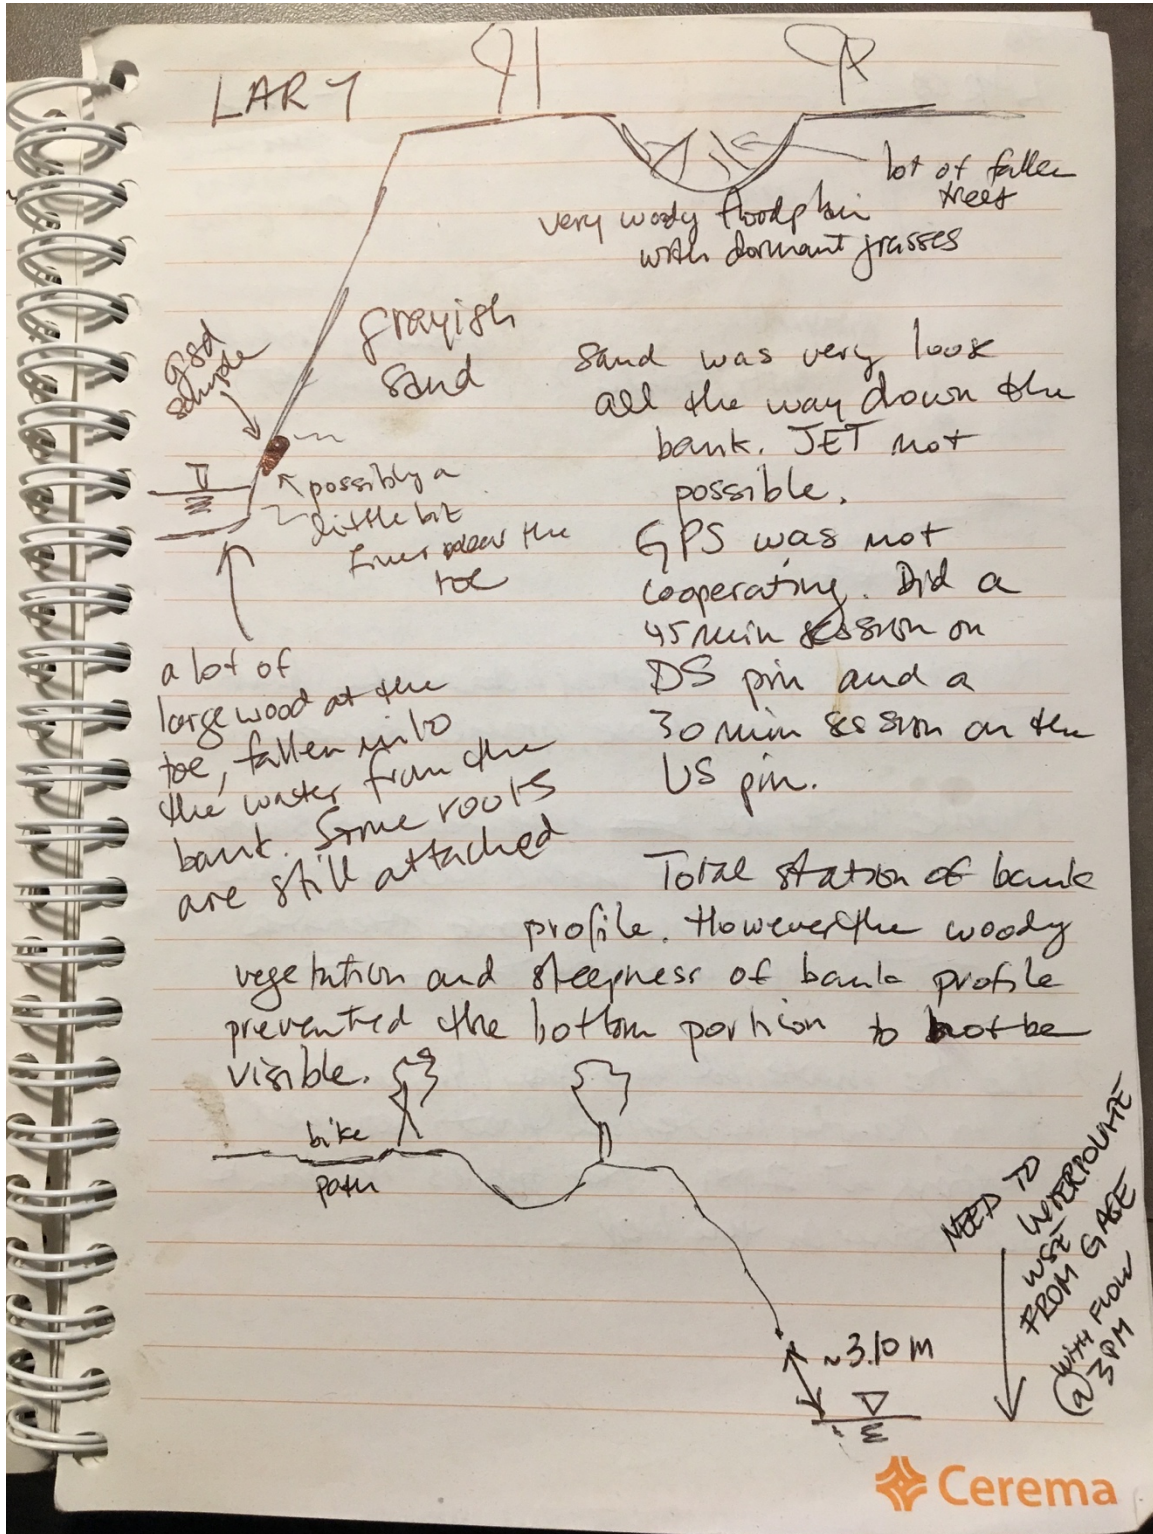 LAR 7
lot of fallen
trees
very woody floodplain
with dormant grasses
grayish
sand
gsd
sample
possibly a
little bit
finer near the
toe
sand was very loose
all the way down the
bank. JET not
possible.
GPS was not
cooperating. Did a
45 min session on
DS pin and a
30 min session on the
US pin.
a lot of
large wood at the
toe, fallen into
the water from the
bank. Some roots
are still attached
Total station of bank
profile. However the woody
vegetation and steepness of bank profile
prevented the bottom portion to not be
visible.
bike
path
~3.10 m
NEED TO
INTERPOLATE
WSE
FROM GAGE
WITH FLOW
@ 3PM
Cerema